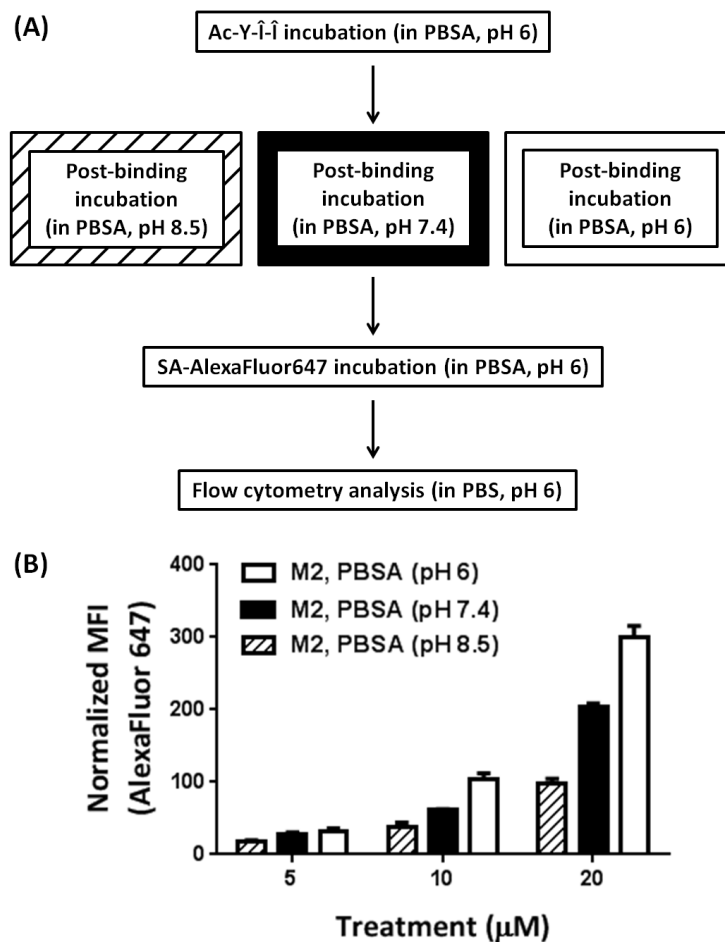 (A)
Ac-Y-Î-Î incubation (in PBSA, pH 6)
Post-binding
incubation
(in PBSA, pH 8.5)
Post-binding
incubation
(in PBSA, pH 7.4)
Post-binding
incubation
(in PBSA, pH 6)
SA-AlexaFluor647 incubation (in PBSA, pH 6)
Flow cytometry analysis (in PBS, pH 6)
(B)
Normalized MFI
(AlexaFluor 647)
400
300
200
100
0
M2, PBSA (pH 6)
M2, PBSA (pH 7.4)
M2, PBSA (pH 8.5)
5
10
20
Treatment (μM)